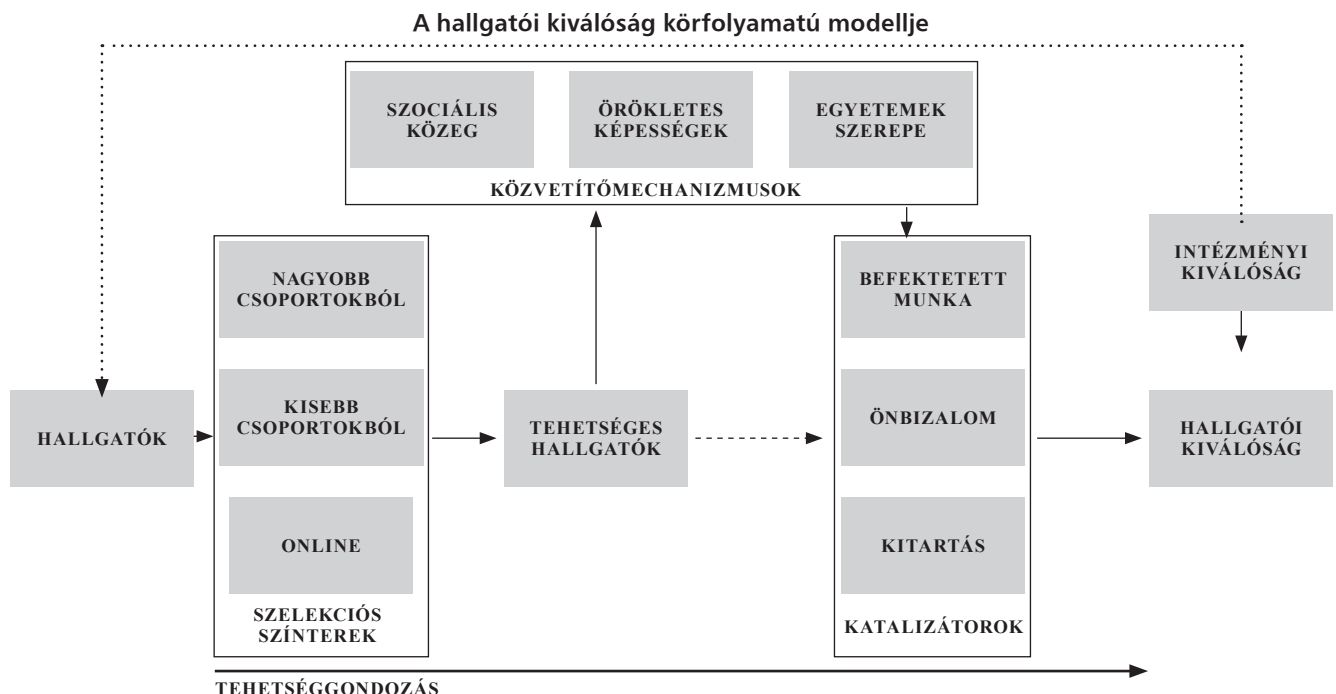 A hallgatói kiválóság körfolyamatú modellje
SZOCIÁLIS
KÖZEG
ÖRÖKLETES
KÉPESSÉGEK
EGYETEMEK
SZEREPE
KÖZVETÍTŐMECHANIZMUSOK
NAGYOBB
CSOPORTOKBÓL
KISEBB
CSOPORTOKBÓL
ONLINE
SZELEKCIÓS
SZÍNTEREK
HALLGATÓK
TEHETSÉGES
HALLGATÓK
BEFEKTETETT
MUNKA
ÖNBIZALOM
KITARTÁS
KATALIZÁTOROK
INTÉZMÉNYI
KIVÁLÓSÁG
HALLGATÓI
KIVÁLÓSÁG
TEHETSÉGGONDOZÁS